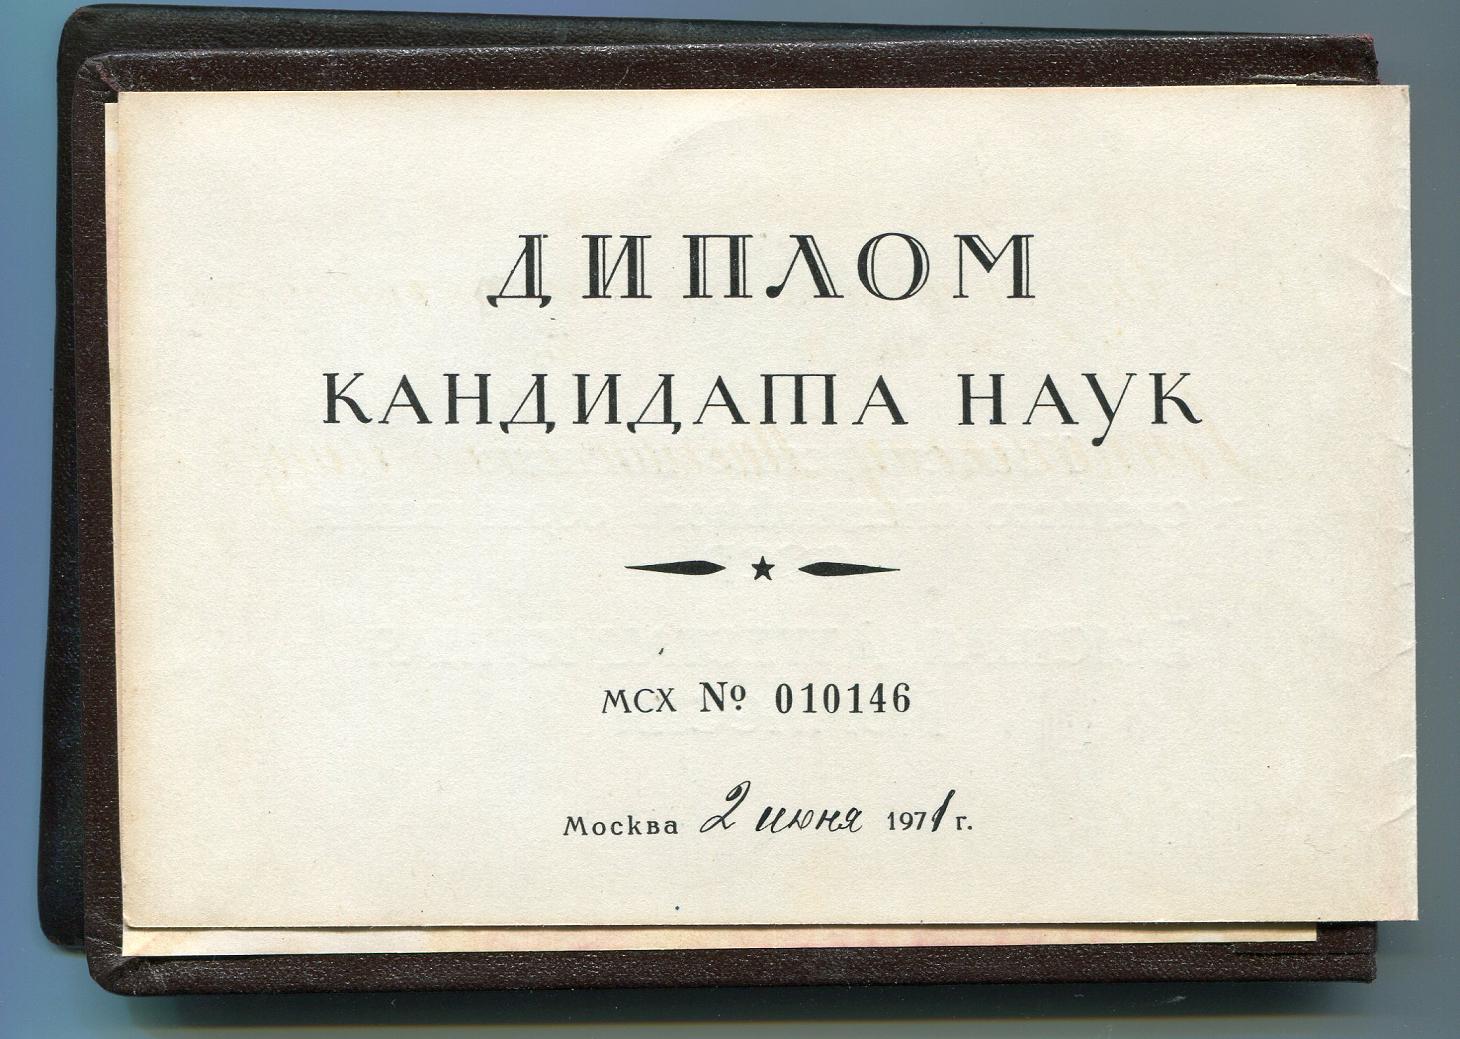 ДИПЛОМ
КАНДИДАТА НАУК
МСХ № 010146
Москва 2 июня 1971 г.